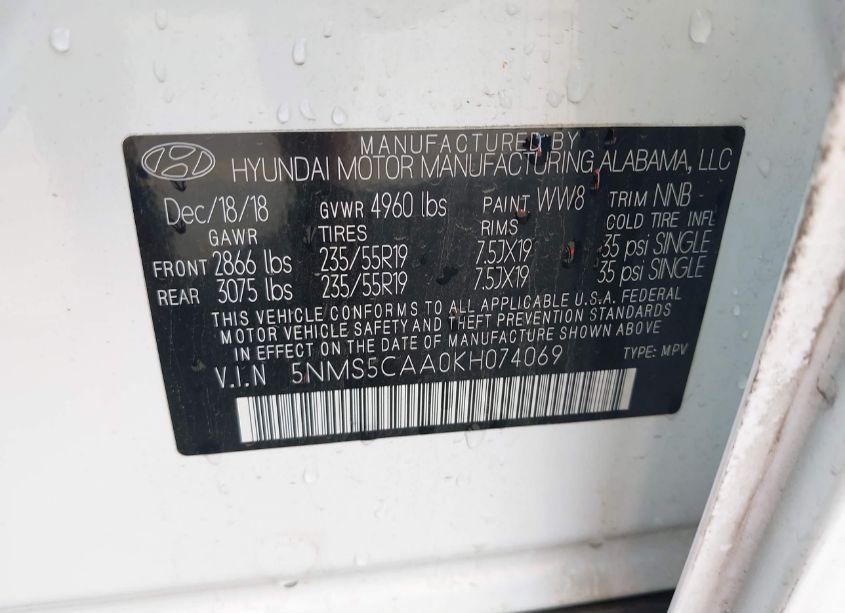 MANUFACTURED BY
HYUNDAI MOTOR MANUFACTURING ALABAMA, LLC
Dec/18/18 GVWR 4960 lbs PAINT WW8 TRIM NNB
GAWR TIRES RIMS COLD TIRE INFL
FRONT 2866 lbs 235/55R19 7.5JX19 35 psi SINGLE
REAR 3075 lbs 235/55R19 7.5JX19 35 psi SINGLE
THIS VEHICLE CONFORMS TO ALL APPLICABLE U.S.A. FEDERAL
MOTOR VEHICLE SAFETY AND THEFT PREVENTION STANDARDS
IN EFFECT ON THE DATE OF MANUFACTURE SHOWN ABOVE
V.I.N 5NMS5CAA0KH074069 TYPE: MPV